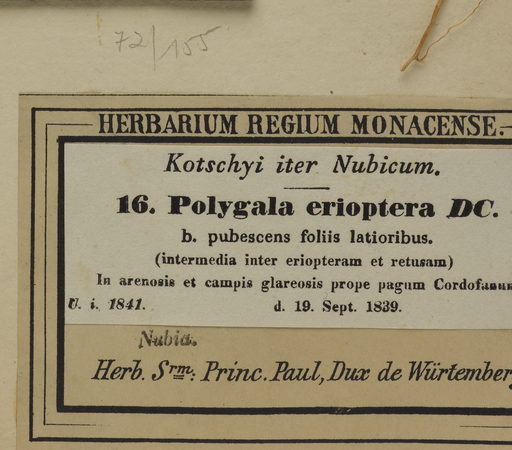 72/155
HERBARIUM REGIUM MONACENSE.
Kotschyi iter Nubicum.
16. Polygala erioptera DC.
b. pubescens foliis latioribus.
(intermedia inter eriopteram et retusam)
In arenosis et campis glareosis prope pagum Cordofanum
U. i. 1841. d. 19. Sept. 1839.
Nubia.
Herb. Srm: Princ. Paul, Dux de Würtemberg